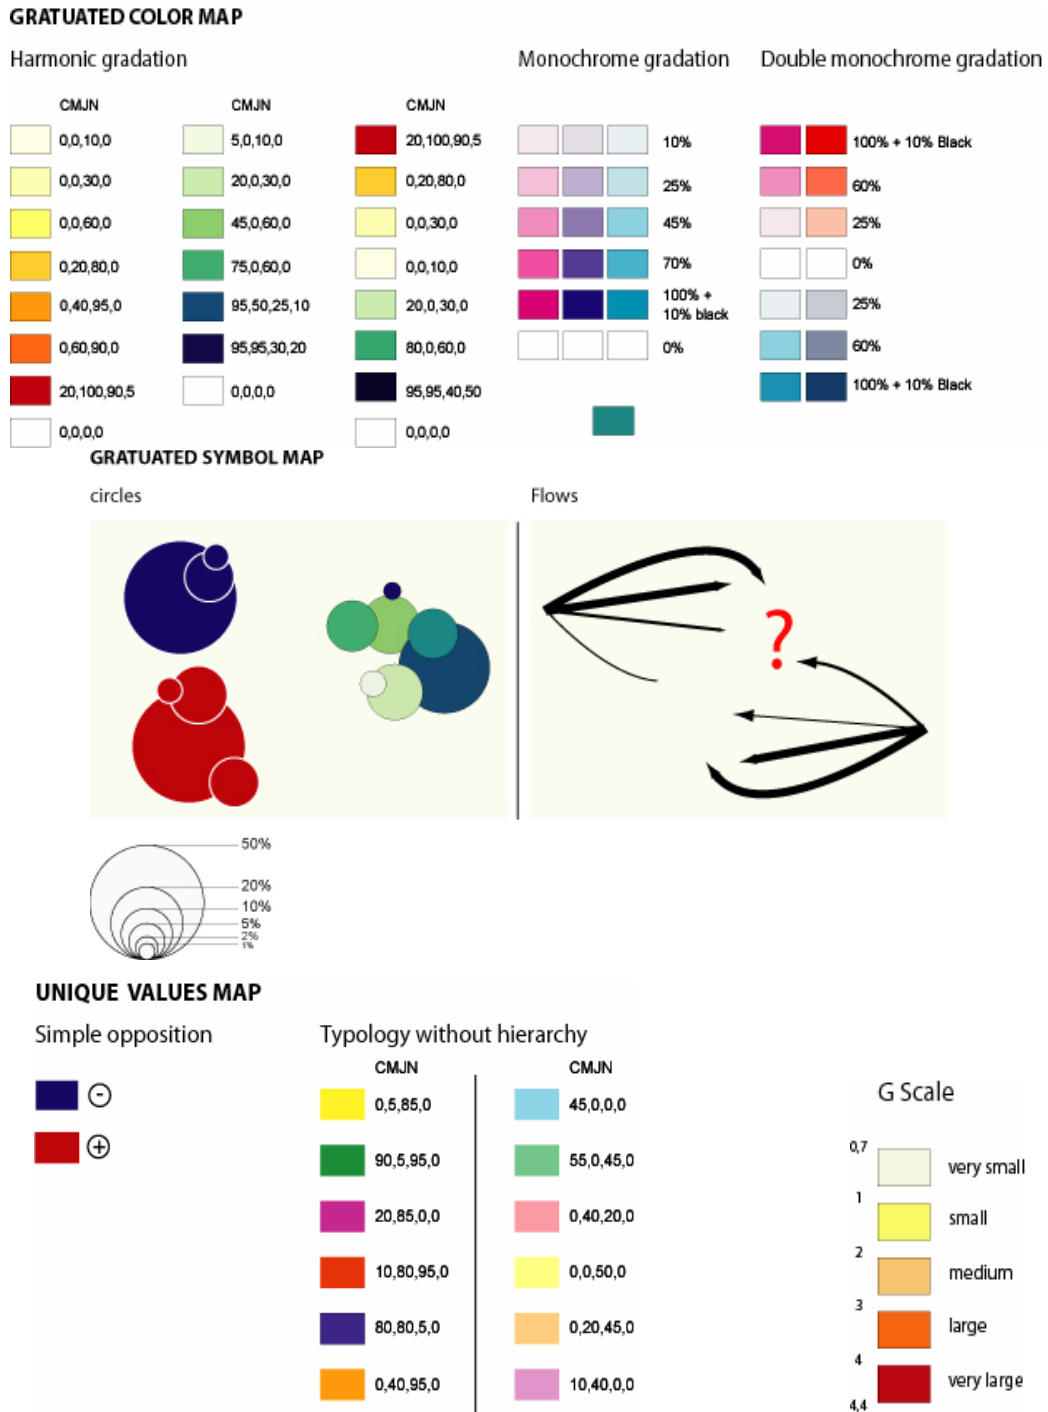 GRATUATED COLOR MAP
Harmonic gradation
CMJN
0,0,10,0
0,0,30,0
0,0,60,0
0,20,80,0
0,40,95,0
0,60,90,0
20,100,90,5
0,0,0,0
CMJN
5,0,10,0
20,0,30,0
45,0,60,0
75,0,60,0
95,50,25,10
95,95,30,20
0,0,0,0
CMJN
20,100,90,5
0,20,80,0
0,0,30,0
0,0,10,0
20,0,30,0
80,0,60,0
95,95,40,50
0,0,0,0
Monochrome gradation
10%
25%
45%
70%
100% +
10% black
0%
Double monochrome gradation
100% + 10% Black
60%
25%
0%
25%
60%
100% + 10% Black
GRATUATED SYMBOL MAP
circles
Flows
?
50%
20%
10%
5%
2%
1%
UNIQUE VALUES MAP
Simple opposition
-
+
Typology without hierarchy
CMJN
0,5,85,0
90,5,95,0
20,85,0,0
10,80,95,0
80,80,5,0
0,40,95,0
CMJN
45,0,0,0
55,0,45,0
0,40,20,0
0,0,50,0
0,20,45,0
10,40,0,0
G Scale
0,7
very small
1
small
2
medium
3
large
4
very large
4,4